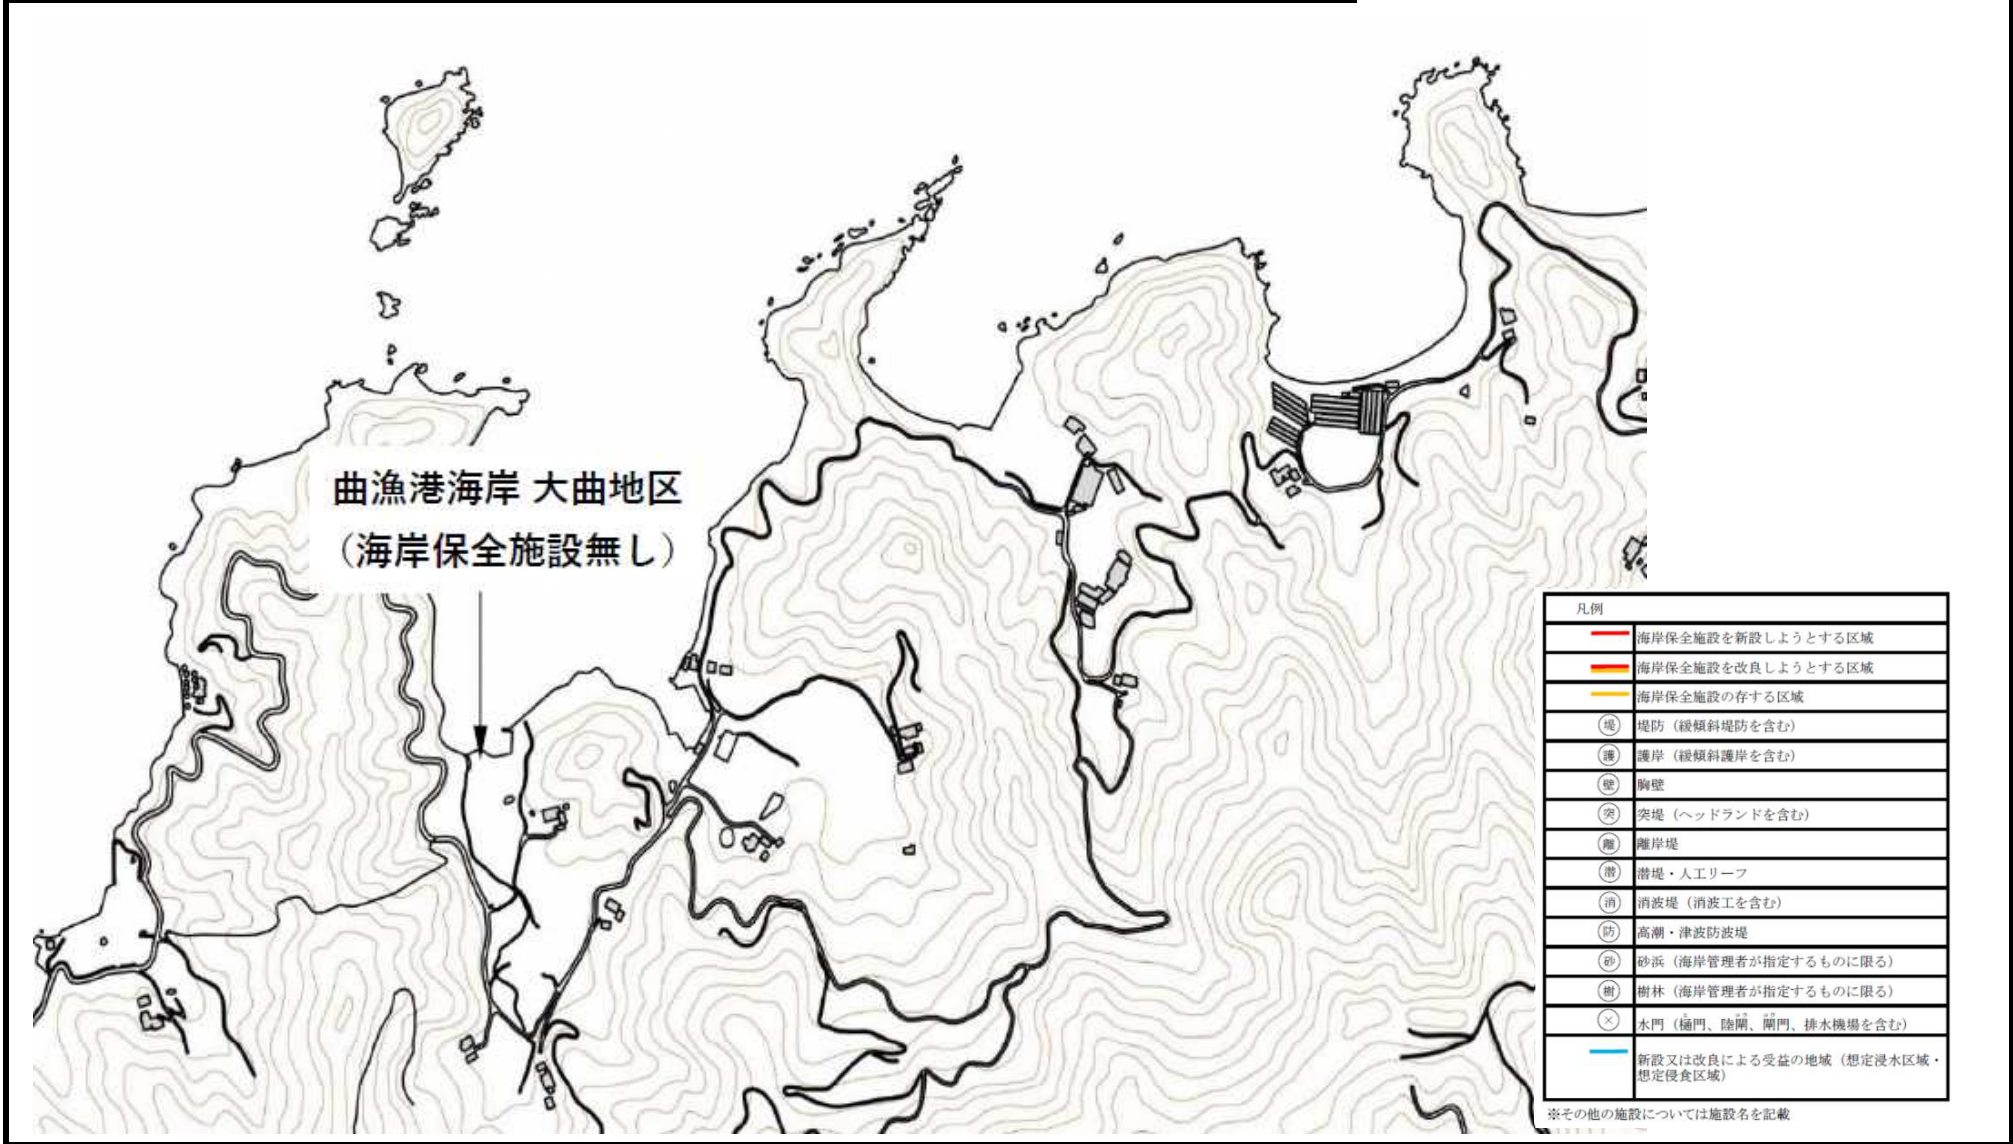 曲漁港海岸 大曲地区
（海岸保全施設無し）
凡例
海岸保全施設を新設しようとする区域
海岸保全施設を改良しようとする区域
海岸保全施設の存する区域
堤 堤防（緩傾斜堤防を含む）
護 護岸（緩傾斜護岸を含む）
壁 胸壁
突 突堤（ヘッドランドを含む）
離 離岸堤
潜 潜堤・人工リーフ
消 消波堤（消波工を含む）
防 高潮・津波防波堤
砂 砂浜（海岸管理者が指定するものに限る）
樹 樹林（海岸管理者が指定するものに限る）
× 水門（樋門、陸閘、閘門、排水機場を含む）
新設又は改良による受益の地域（想定浸水区域・
想定侵食区域）
※その他の施設については施設名を記載